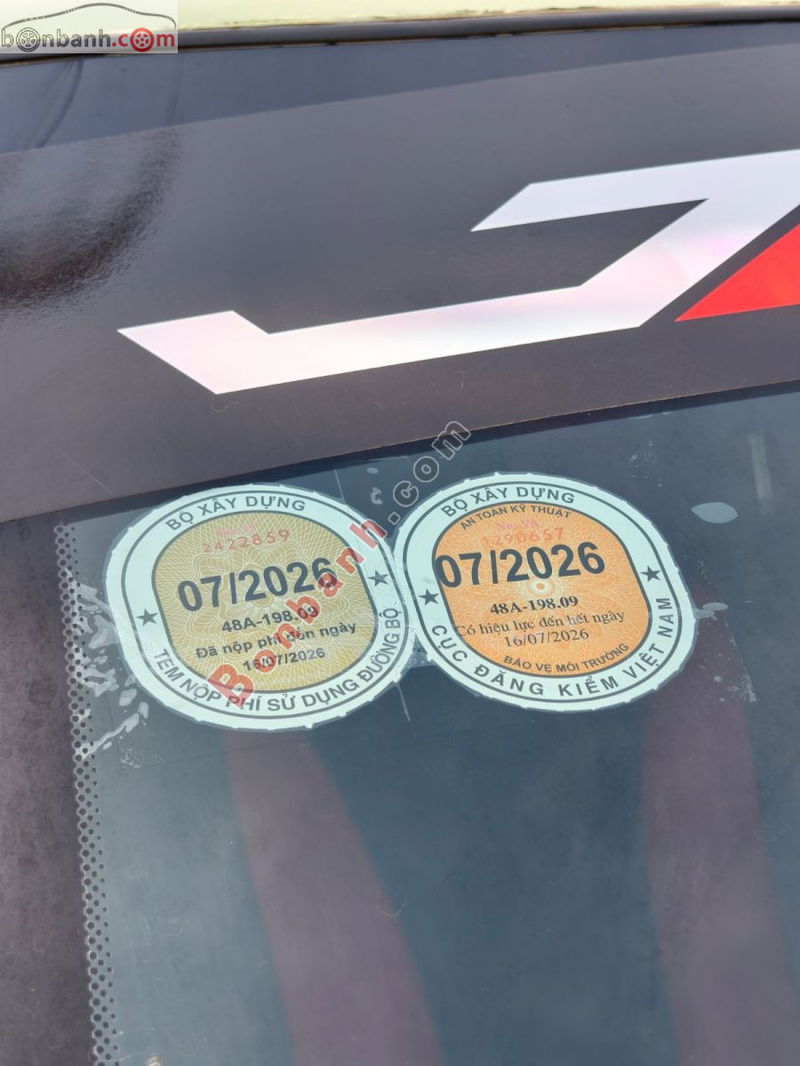 bonbanh.com
BỘ XÂY DỰNG
2422859
07/2026
48A-198.09
Đã nộp phí đến ngày
16/07/2026
TEM NỘP PHÍ SỬ DỤNG ĐƯỜNG BỘ
BỘ XÂY DỰNG
AN TOÀN KỸ THUẬT
1290657
07/2026
48A-198.09
Có hiệu lực đến hết ngày
16/07/2026
BẢO VỆ MÔI TRƯỜNG
CỤC ĐĂNG KIỂM VIỆT NAM
Bonbanh.com